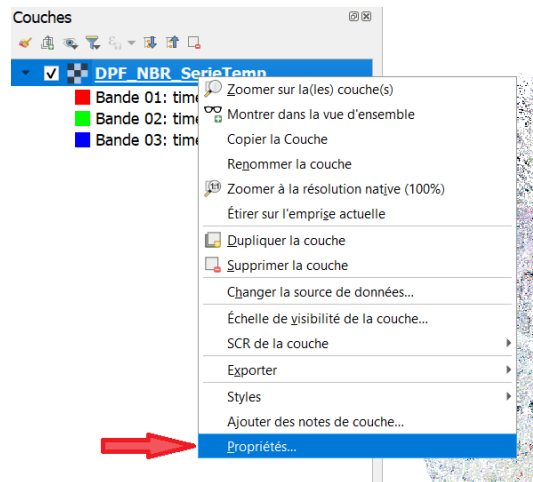 Couches
DPF_NBR_SerieTemp
Bande 01: time
Bande 02: time
Bande 03: time
Zoomer sur la(les) couche(s)
Montrer dans la vue d'ensemble
Copier la Couche
Renommer la couche
Zoomer à la résolution native (100%)
Étirer sur l'emprise actuelle
Dupliquer la couche
Supprimer la couche
Changer la source de données...
Échelle de visibilité de la couche...
SCR de la couche
Exporter
Styles
Ajouter des notes de couche...
Propriétés...